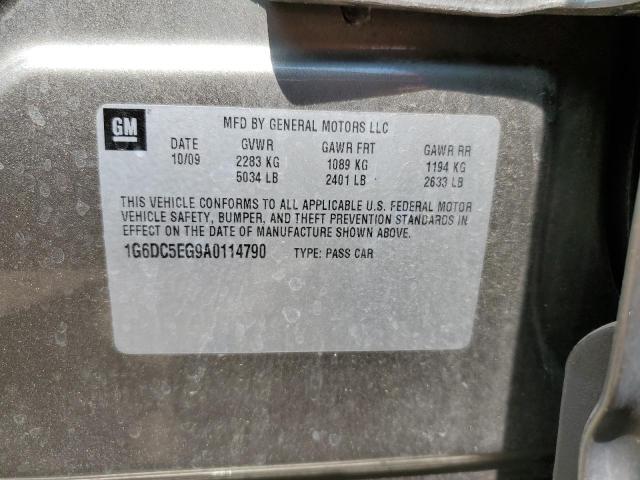 GM
MFD BY GENERAL MOTORS LLC
DATE GVWR GAWR FRT GAWR RR
10/09 2283 KG 1089 KG 1194 KG
5034 LB 2401 LB 2633 LB
THIS VEHICLE CONFORMS TO ALL APPLICABLE U.S. FEDERAL MOTOR
VEHICLE SAFETY, BUMPER, AND THEFT PREVENTION STANDARDS IN
EFFECT ON THE DATE OF MANUFACTURE SHOWN ABOVE.
1G6DC5EG9A0114790 TYPE: PASS CAR